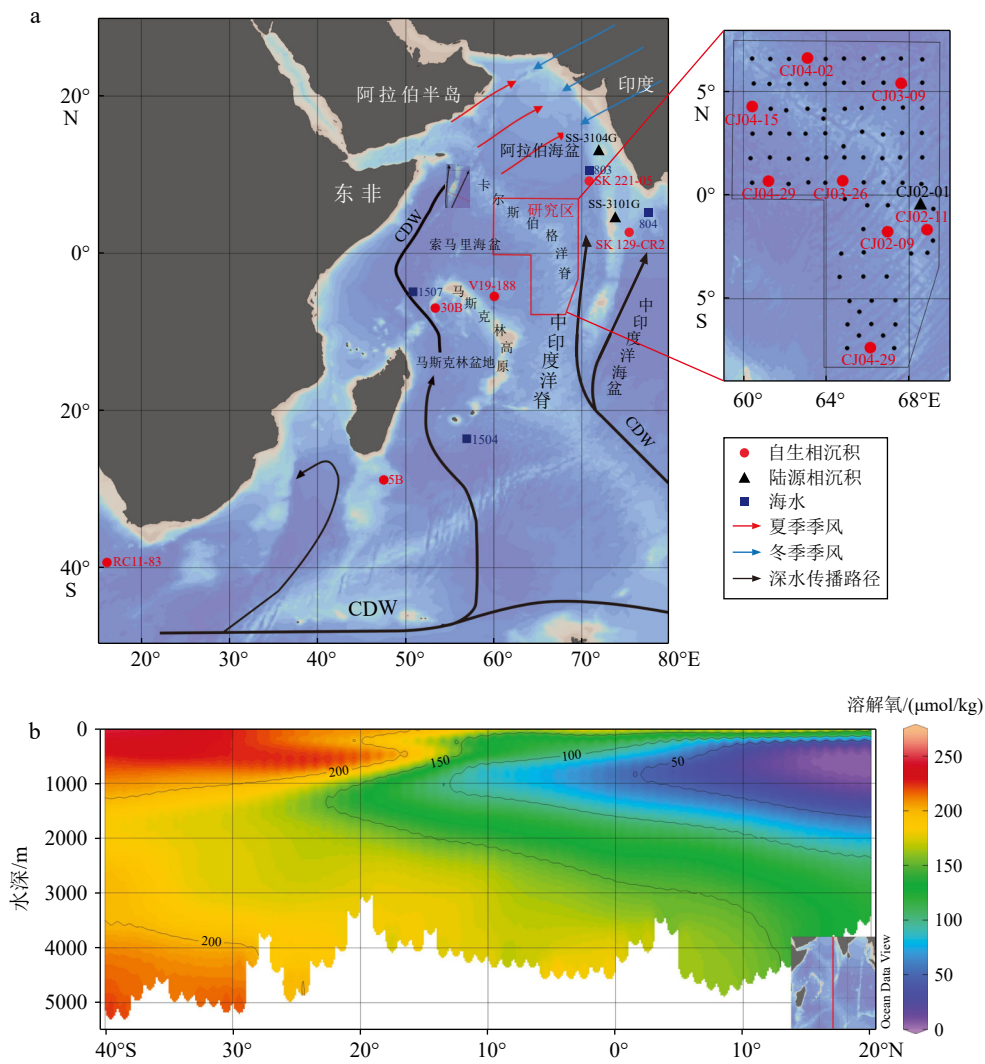 a
20°
N
0°
20°
40°
S
20°
30°
40°
50°
60°
70°
80°E
阿拉伯半岛
印度
东非
阿拉伯海盆
SS-3104G
803
SK 221-05
SS-3101G
804
SK 129-CR2
研究区
卡尔斯伯格洋脊
索马里海盆
CDW
1507
30B
V19-188
马斯克林高原
马斯克林盆地
中印度洋脊
中印度洋海盆
CDW
1504
5B
RC11-83
CDW
5°
N
0°
5°
S
60°
64°
68°E
CJ04-02
CJ03-09
CJ04-15
CJ04-29
CJ03-26
CJ02-01
CJ02-11
CJ02-09
CJ04-29
自生相沉积
陆源相沉积
海水
夏季季风
冬季季风
深水传播路径
b
溶解氧/(μmol/kg)
水深/m
0
1000
2000
3000
4000
5000
40°S
30°
20°
10°
0°
10°
20°N
200
150
100
50
200
250
200
150
100
50
0
Ocean Data View